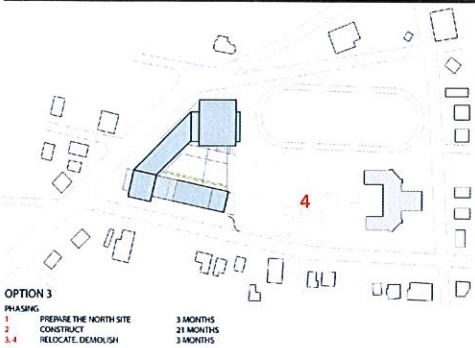 4
OPTION 3
PHASING
1 PREPARE THE NORTH SITE 3 MONTHS
2 CONSTRUCT 21 MONTHS
3, 4 RELOCATE, DEMOLISH 3 MONTHS